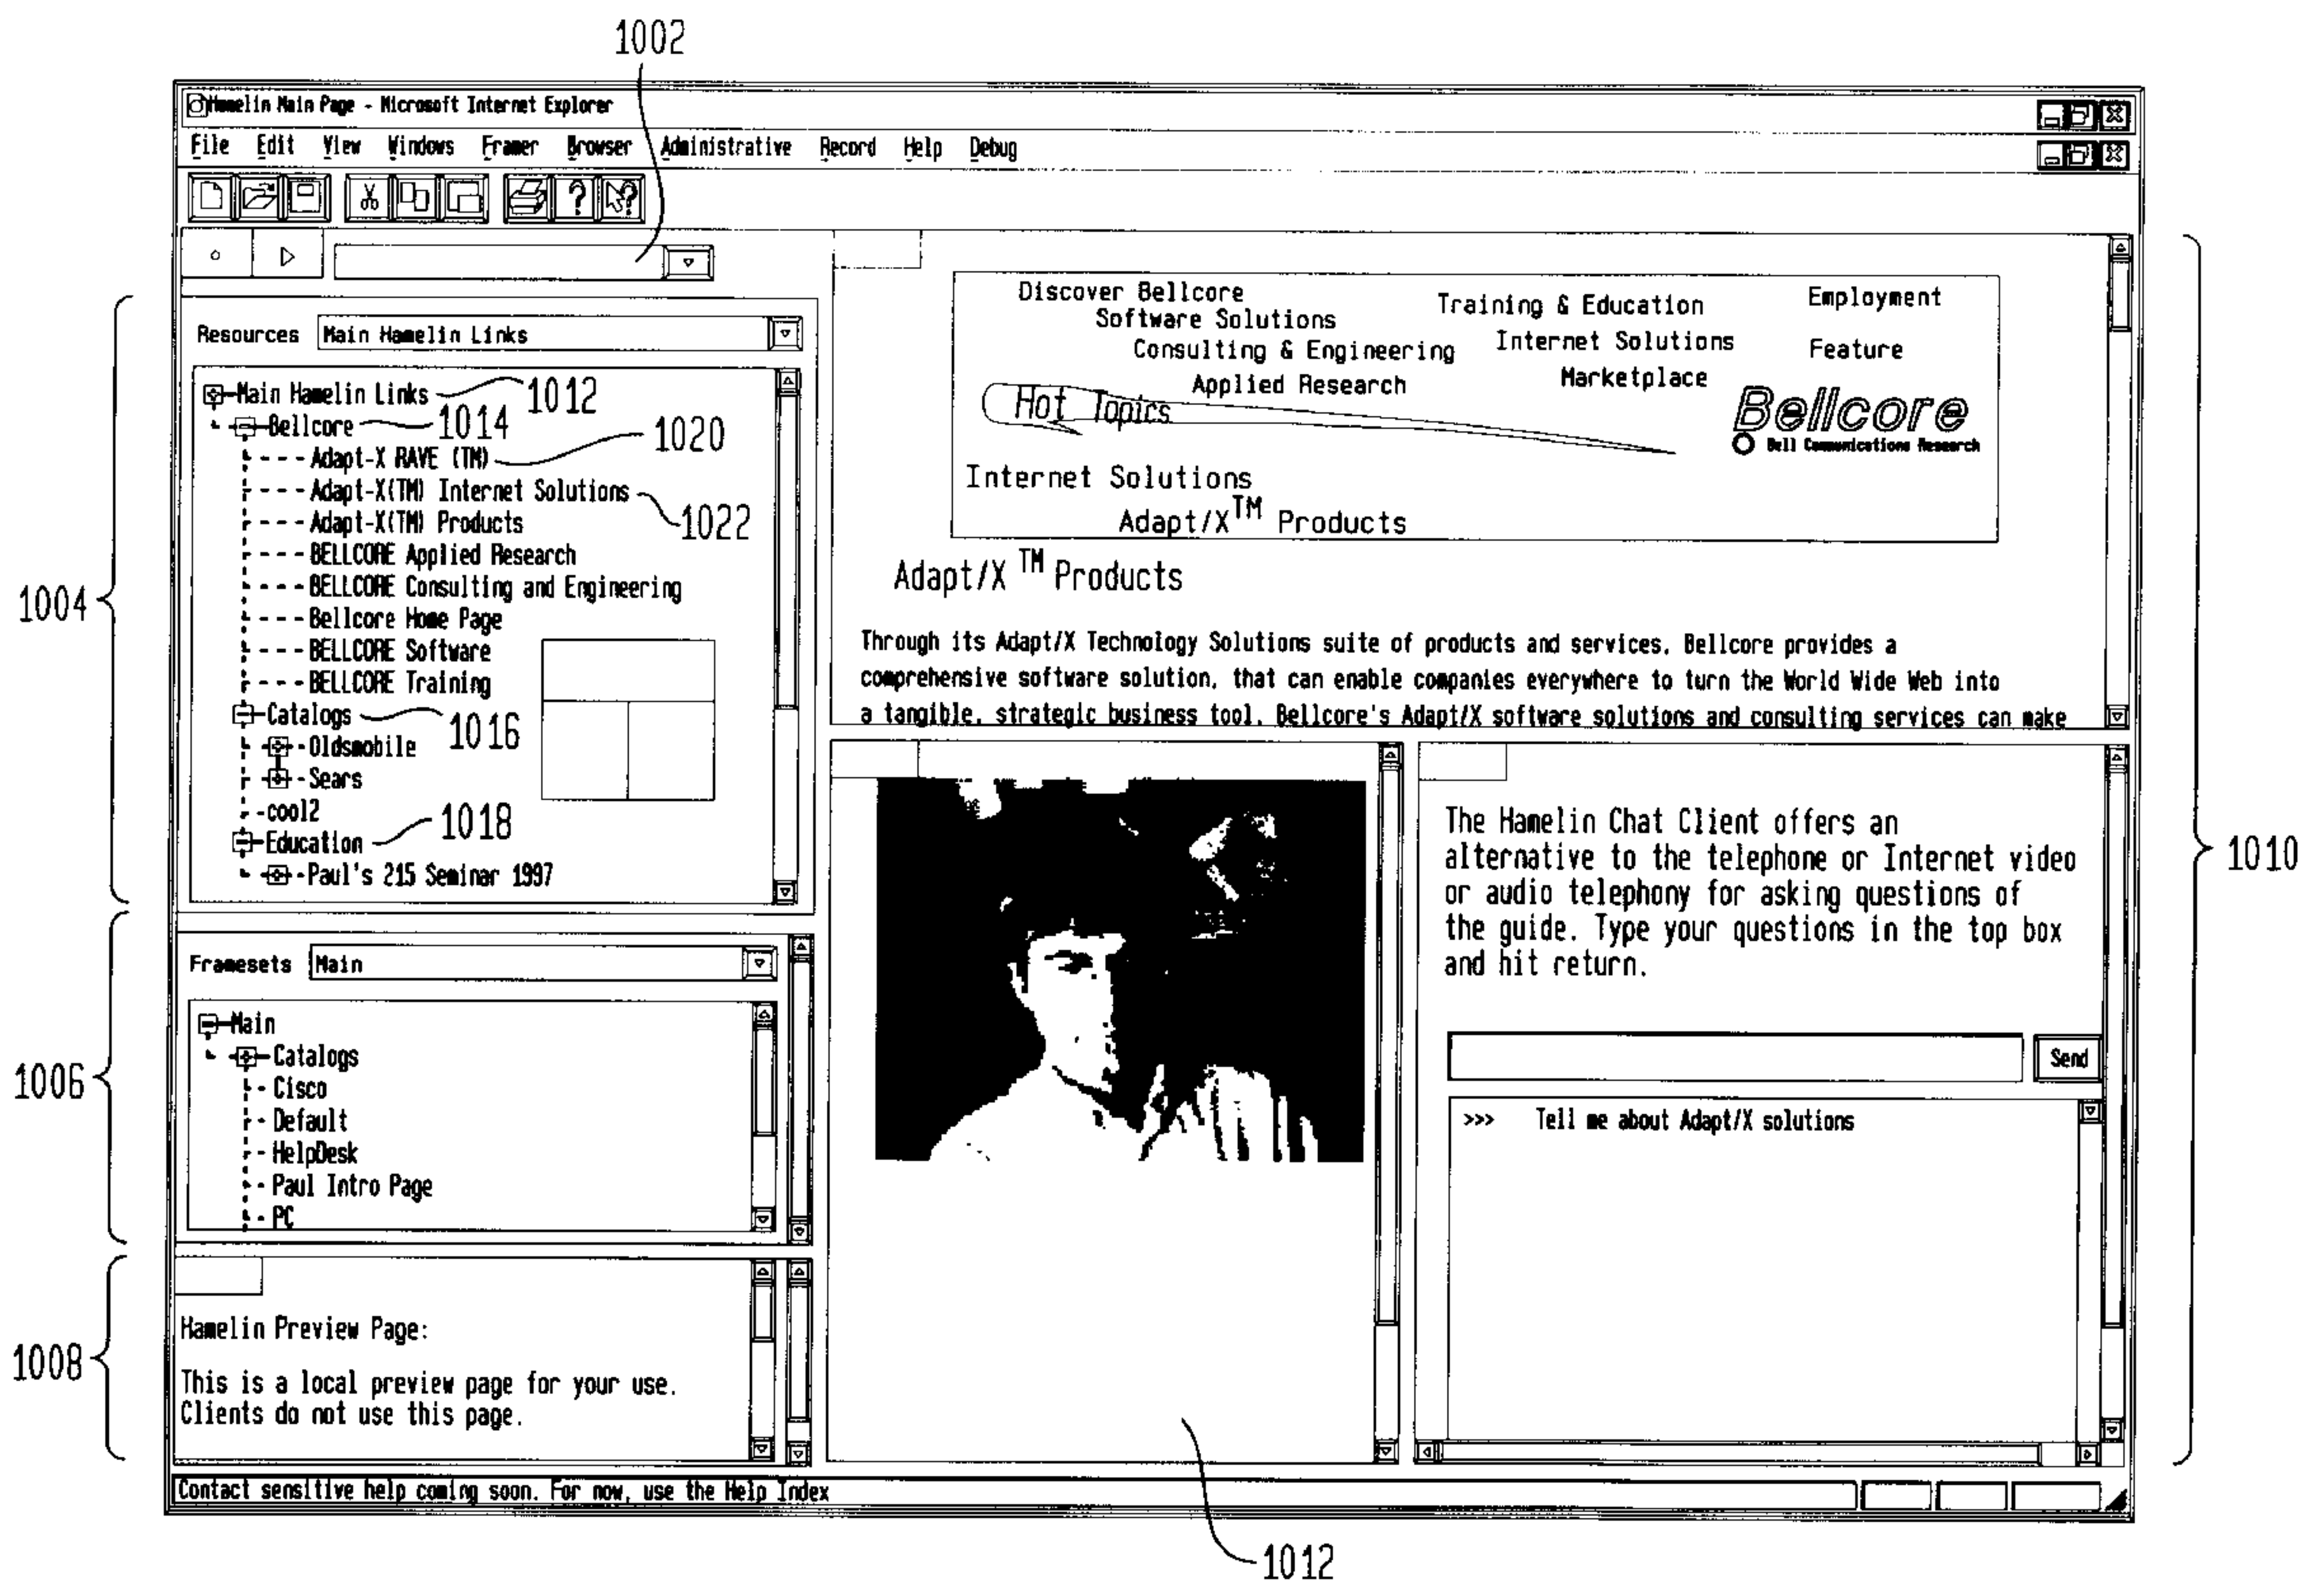 1002
Hamelin Main Page - Microsoft Internet Explorer
File Edit View Windows Framer Browser Administrative Record Help Debug
Resources Main Hamelin Links
Main Hamelin Links 1012
Bellcore 1014
Adapt-X RAVE (TM) 1020
Adapt-X(TM) Internet Solutions
Adapt-X(TM) Products 1022
BELLCORE Applied Research
BELLCORE Consulting and Engineering
Bellcore Home Page
BELLCORE Software
BELLCORE Training
Catalogs 1016
Oldsmobile
Sears
cool2
Education 1018
Paul's 215 Seminar 1997
1004
Framesets Main
Main
Catalogs
Cisco
Default
HelpDesk
Paul Intro Page
PC
1006
Hamelin Preview Page:
This is a local preview page for your use.
Clients do not use this page.
1008
Discover Bellcore
Software Solutions
Consulting & Engineering
Applied Research
Training & Education
Internet Solutions
Marketplace
Employment
Feature
Hot Topics
Bellcore
Bell Communications Research
Internet Solutions
Adapt/X™ Products
Adapt/X ™ Products
Through its Adapt/X Technology Solutions suite of products and services, Bellcore provides a
comprehensive software solution, that can enable companies everywhere to turn the World Wide Web into
a tangible, strategic business tool. Bellcore's Adapt/X software solutions and consulting services can make
1010
The Hamelin Chat Client offers an
alternative to the telephone or Internet video
or audio telephony for asking questions of
the guide. Type your questions in the top box
and hit return.
Send
>>> Tell me about Adapt/X solutions
Contact sensitive help coming soon. For now, use the Help Index
1012